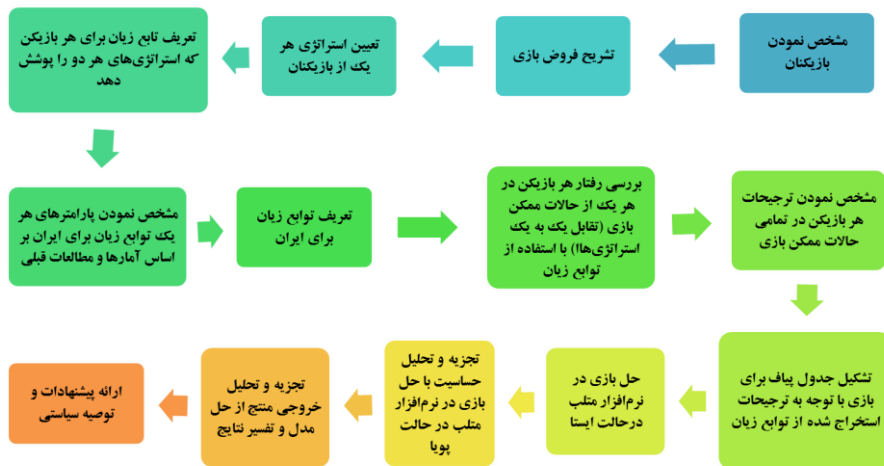 مشخص نمودن
بازیکنان
تشریح فروض بازی
تعیین استراتژی هر
یک از بازیکنان
تعریف تابع زیان برای هر بازیکن
که استراتژی‌های هر دو را پوشش
دهد
مشخص نمودن پارامترهای هر
یک توابع زیان برای ایران بر
اساس آمارها و مطالعات قبلی
تعریف توابع زیان
برای ایران
بررسی رفتار هر بازیکن در
هر یک از حالات ممکن
بازی (تقابل یک به یک
استراتژی‌هاا) با استفاده از
توابع زیان
مشخص نمودن ترجیحات
هر بازیکن در تمامی
حالات ممکن بازی
تشکیل جدول پیاف برای
بازی با توجه به ترجیحات
استخراج شده از توابع زیان
حل بازی در
نرم‌افزار متلب
درحالت ایستا
تجزیه و تحلیل
حساسیت با حل
بازی در نرم‌افزار
متلب در حالت
پویا
تجزیه و تحلیل
خروجی منتج از حل
مدل و تفسیر نتایج
ارائه پیشنهادات و
توصیه سیاستی